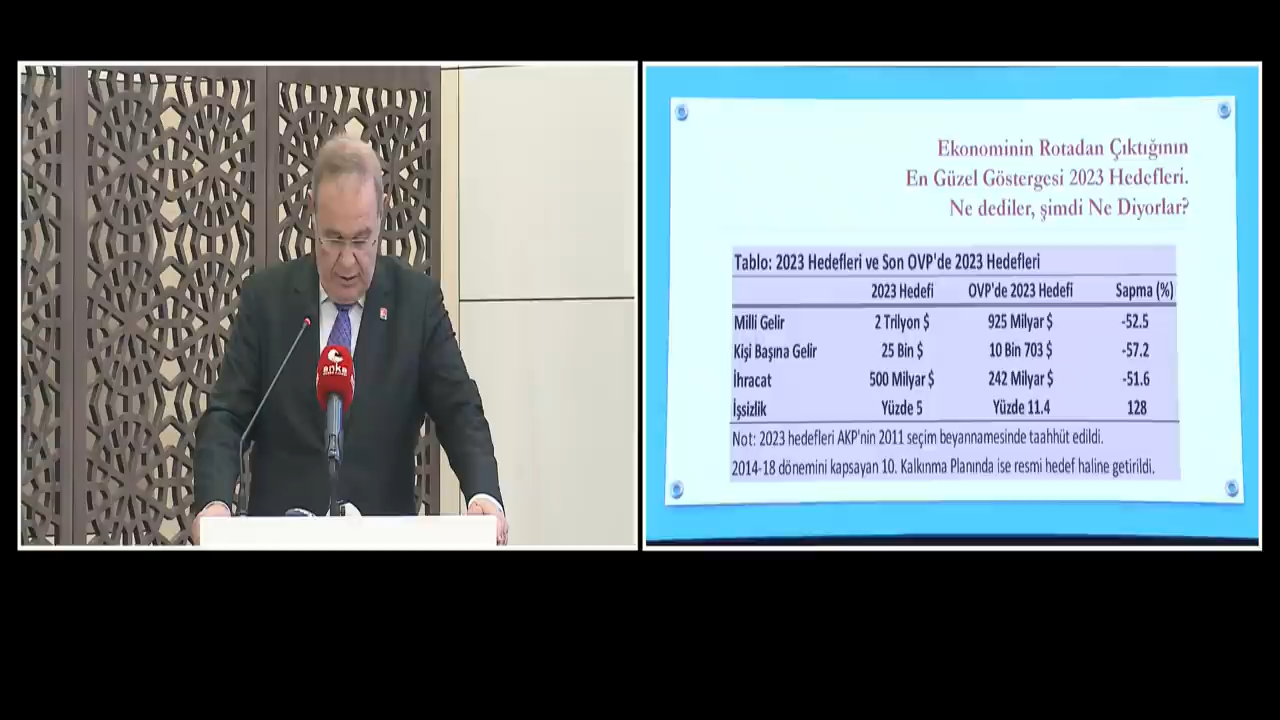 anka
Ekonominin Rotadan Çıktığının
En Güzel Göstergesi 2023 Hedefleri.
Ne dediler, şimdi Ne Diyorlar?
Tablo: 2023 Hedefleri ve Son OVP'de 2023 Hedefleri
2023 Hedefi OVP'de 2023 Hedefi Sapma (%)
Milli Gelir 2 Trilyon $ 925 Milyar $ -52.5
Kişi Başına Gelir 25 Bin $ 10 Bin 703 $ -57.2
İhracat 500 Milyar $ 242 Milyar $ -51.6
İşsizlik Yüzde 5 Yüzde 11.4 128
Not: 2023 hedefleri AKP'nin 2011 seçim beyannamesinde taahhüt edildi.
2014-18 dönemini kapsayan 10. Kalkınma Planında ise resmi hedef haline getirildi.